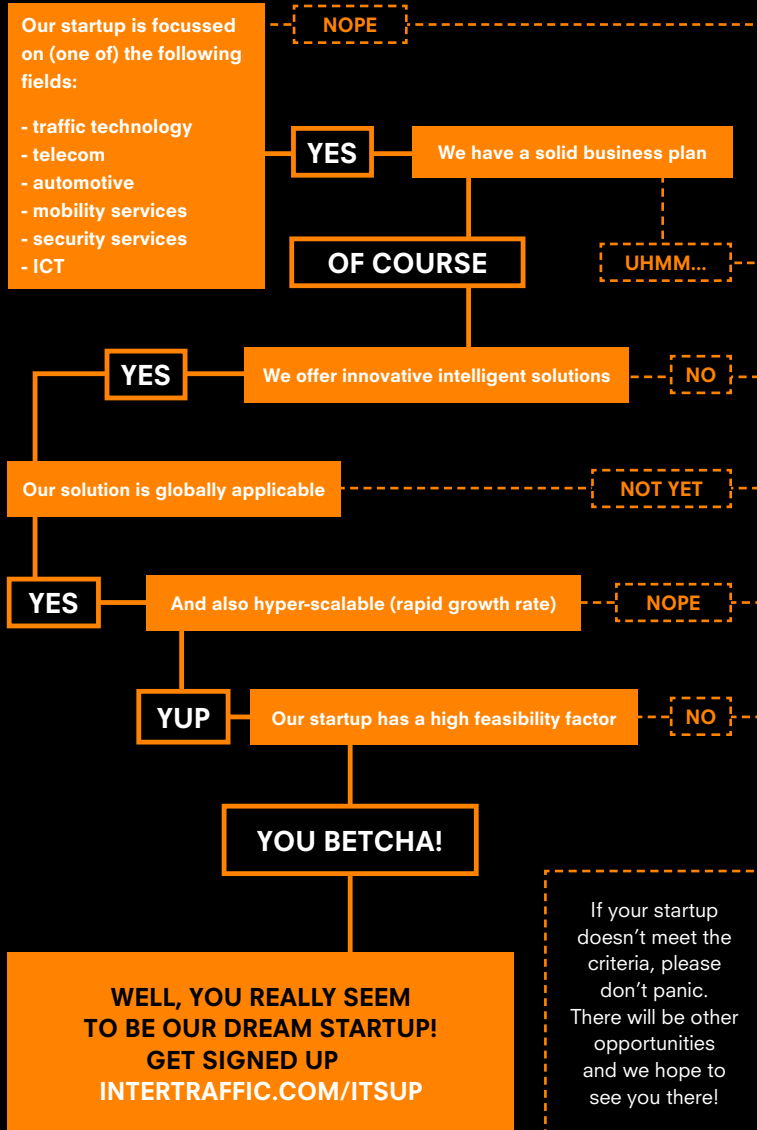 Our startup is focussed
on (one of) the following
fields:
- traffic technology
- telecom
- automotive
- mobility services
- security services
- ICT
NOPE
YES
We have a solid business plan
OF COURSE
UHMM...
YES
We offer innovative intelligent solutions
NO
Our solution is globally applicable
NOT YET
YES
And also hyper-scalable (rapid growth rate)
NOPE
YUP
Our startup has a high feasibility factor
NO
YOU BETCHA!
WELL, YOU REALLY SEEM
TO BE OUR DREAM STARTUP!
GET SIGNED UP
INTERTRAFFIC.COM/ITSUP
If your startup
doesn’t meet the
criteria, please
don’t panic.
There will be other
opportunities
and we hope to
see you there!